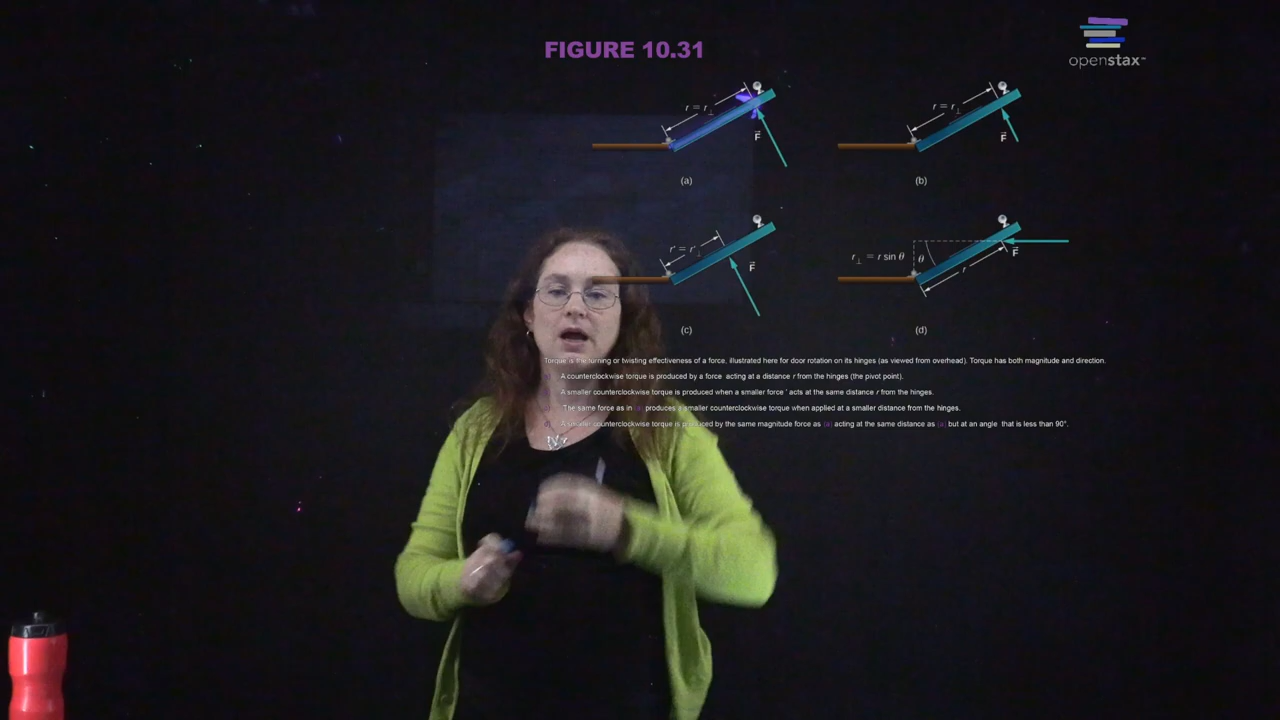 FIGURE 10.31
openstax™
r = r⊥
F
(a)
r = r⊥
F
(b)
r' = r'⊥
F
(c)
r⊥ = r sin θ
θ
r
F
(d)
Torque is the turning or twisting effectiveness of a force, illustrated here for door rotation on its hinges (as viewed from overhead). Torque has both magnitude and direction.
A counterclockwise torque is produced by a force acting at a distance r from the hinges (the pivot point).
A smaller counterclockwise torque is produced when a smaller force ' acts at the same distance r from the hinges.
The same force as in (a) produces a smaller counterclockwise torque when applied at a smaller distance from the hinges.
A smaller counterclockwise torque is produced by the same magnitude force as (a) acting at the same distance as (a) but at an angle that is less than 90°.